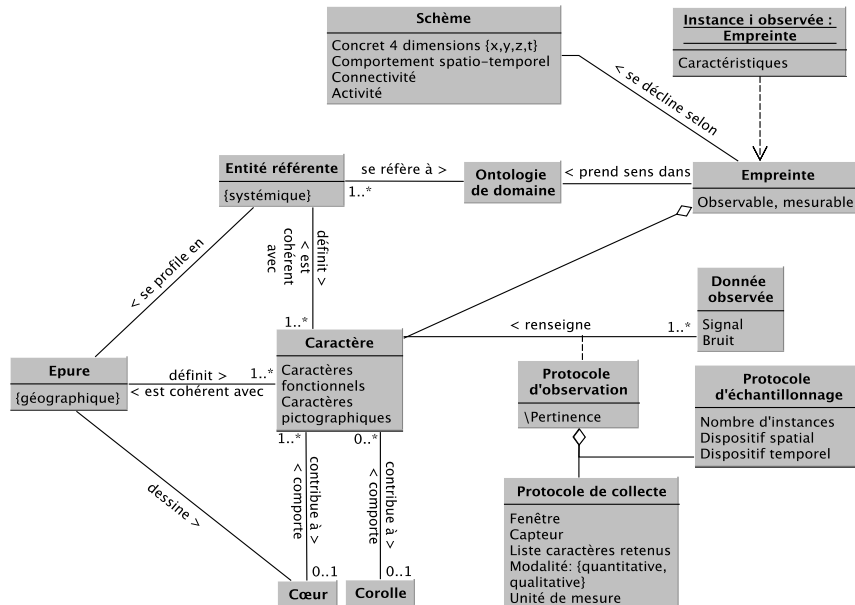 Schème
Concret 4 dimensions {x,y,z,t}
Comportement spatio-temporel
Connectivité
Activité
Instance i observée :
Empreinte
Caractéristiques
< se décline selon
Entité référente
{systémique}
se réfère à >
1..*
Ontologie
de domaine
< prend sens dans
Empreinte
Observable, mesurable
définit >
< est
cohérent
avec
< se profile en
1..*
Donnée
observée
Signal
Bruit
< renseigne
1..*
Caractère
Caractères
fonctionnels
Caractères
pictographiques
Epure
{géographique}
définit >
1..*
< est cohérent avec
Protocole
d'observation
\Pertinence
Protocole
d'échantillonnage
Nombre d'instances
Dispositif spatial
Dispositif temporel
1..*
0..*
contribue à >
< comporte
contribue à >
< comporte
dessine >
Protocole de collecte
Fenêtre
Capteur
Liste caractères retenus
Modalité: {quantitative,
qualitative}
Unité de mesure
0..1
0..1
Cœur
Corolle